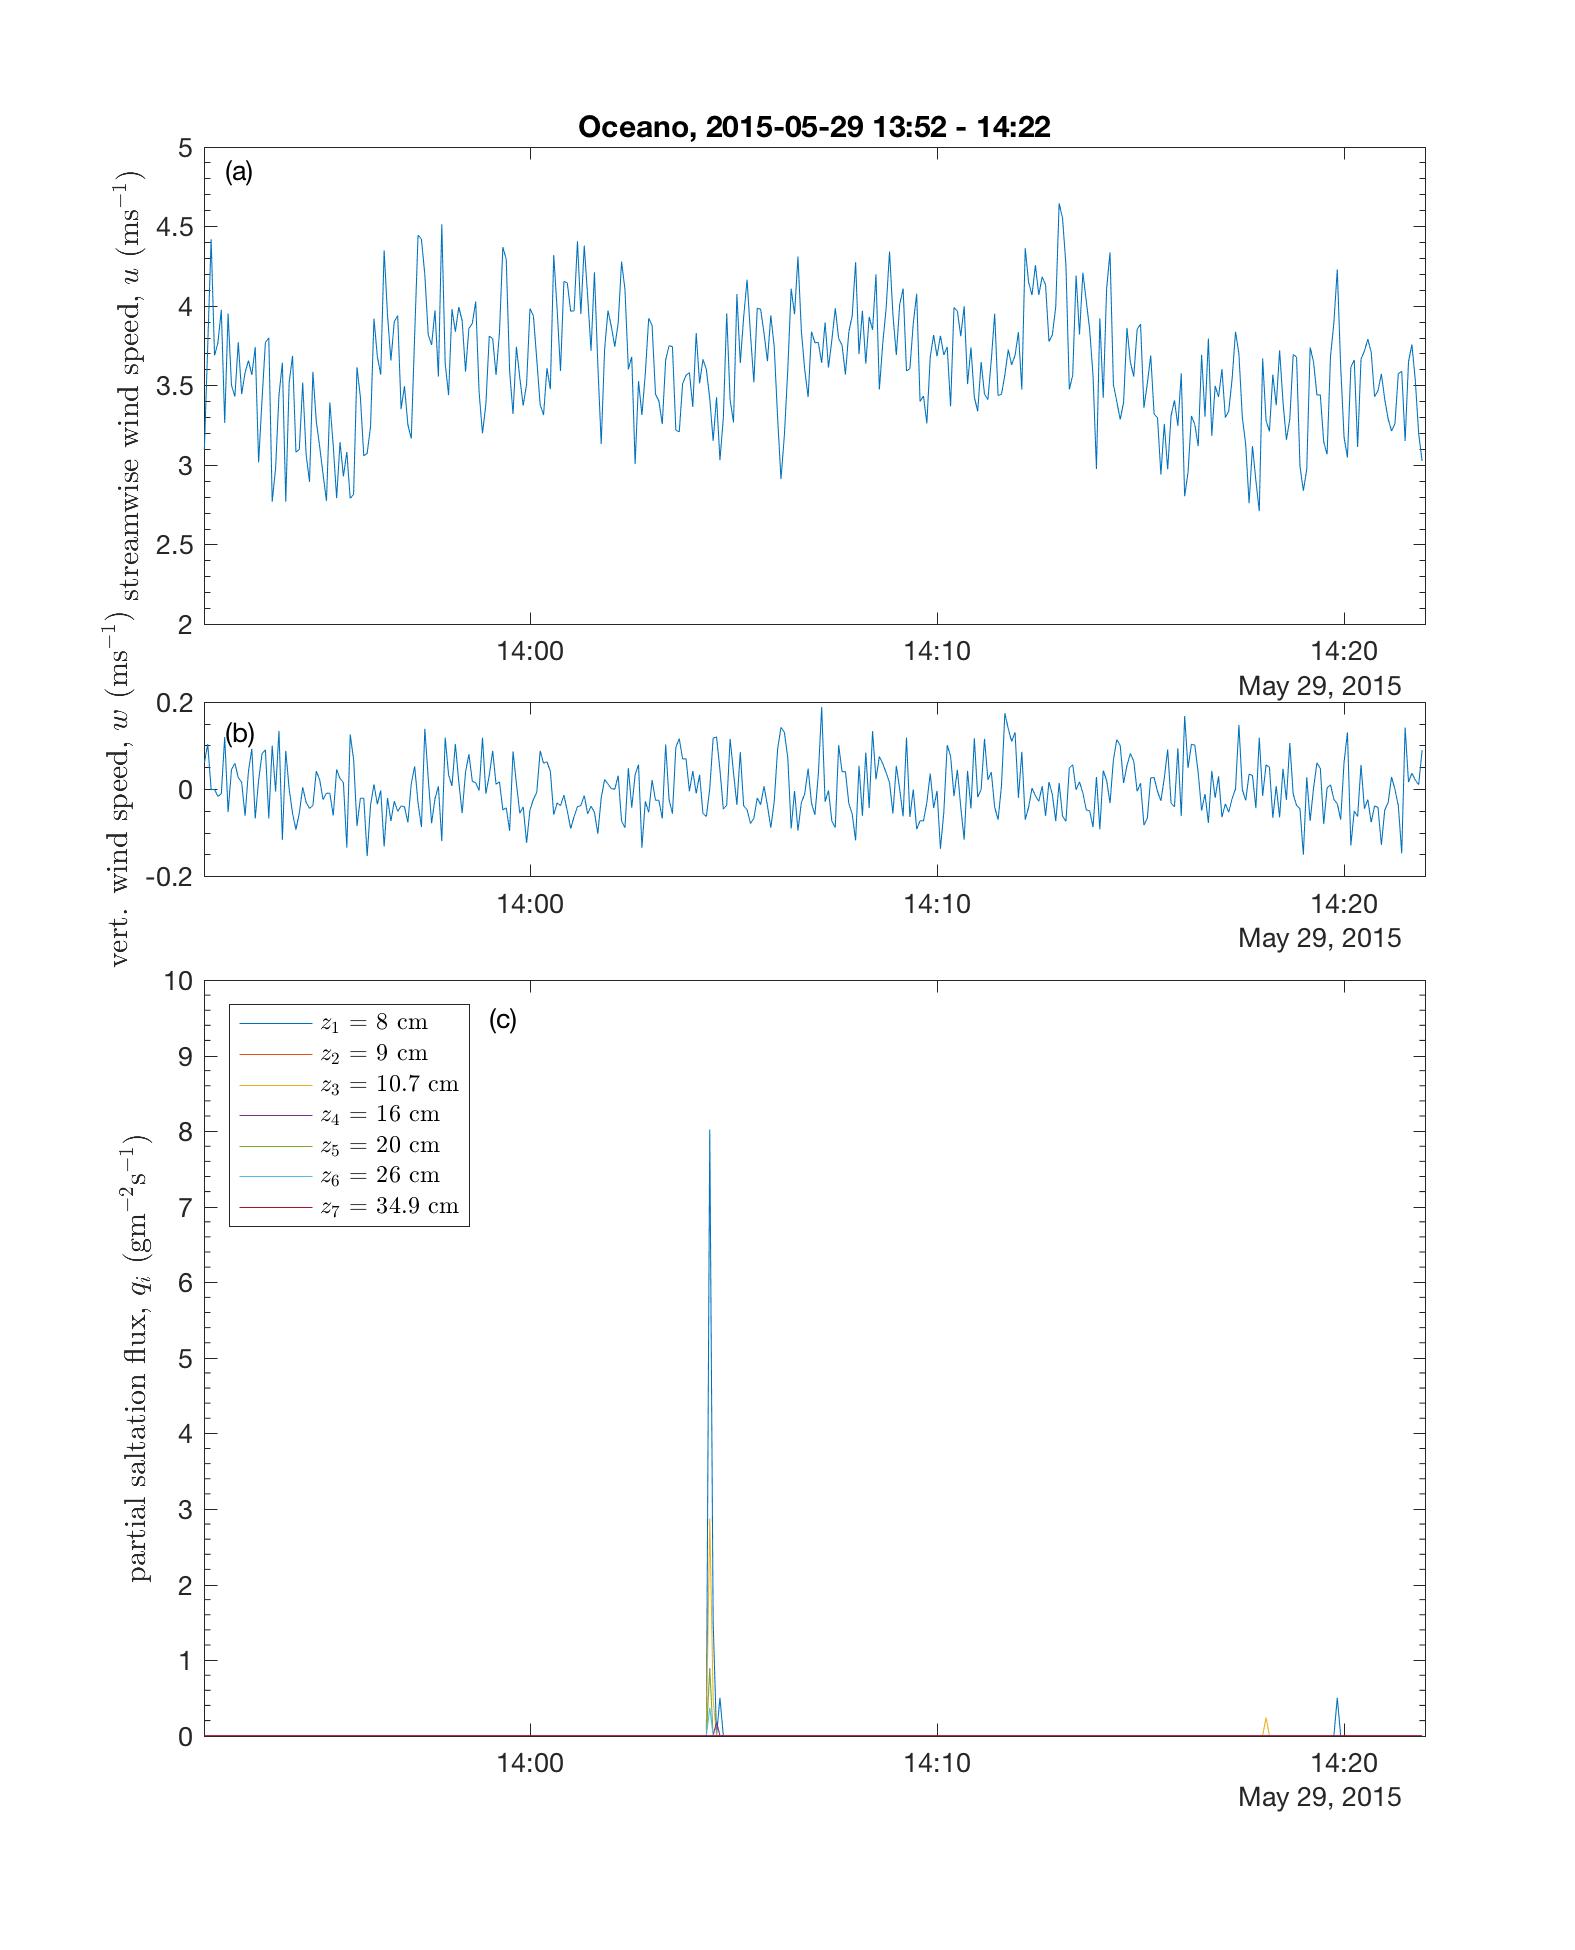 Oceano, 2015-05-29 13:52 - 14:22
(a)
streamwise wind speed, u (ms⁻¹)
5
4.5
4
3.5
3
2.5
2
14:00 14:10 14:20
May 29, 2015
(b)
vert. wind speed, w (ms⁻¹)
0.2
0
-0.2
14:00 14:10 14:20
May 29, 2015
(c)
partial saltation flux, qᵢ (gm⁻²s⁻¹)
10
9
8
7
6
5
4
3
2
1
0
z₁ = 8 cm
z₂ = 9 cm
z₃ = 10.7 cm
z₄ = 16 cm
z₅ = 20 cm
z₆ = 26 cm
z₇ = 34.9 cm
14:00 14:10 14:20
May 29, 2015